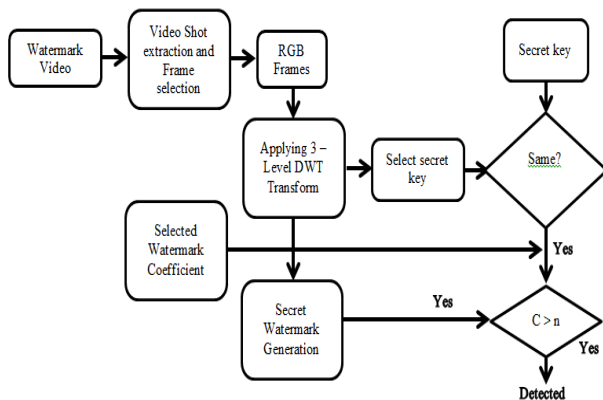 Watermark
Video
Video Shot
extraction and
Frame
selection
RGB
Frames
Secret key
Applying 3 –
Level DWT
Transform
Select secret
key
Same?
Selected
Watermark
Coefficient
Yes
Secret
Watermark
Generation
Yes
C > n
Yes
Detected